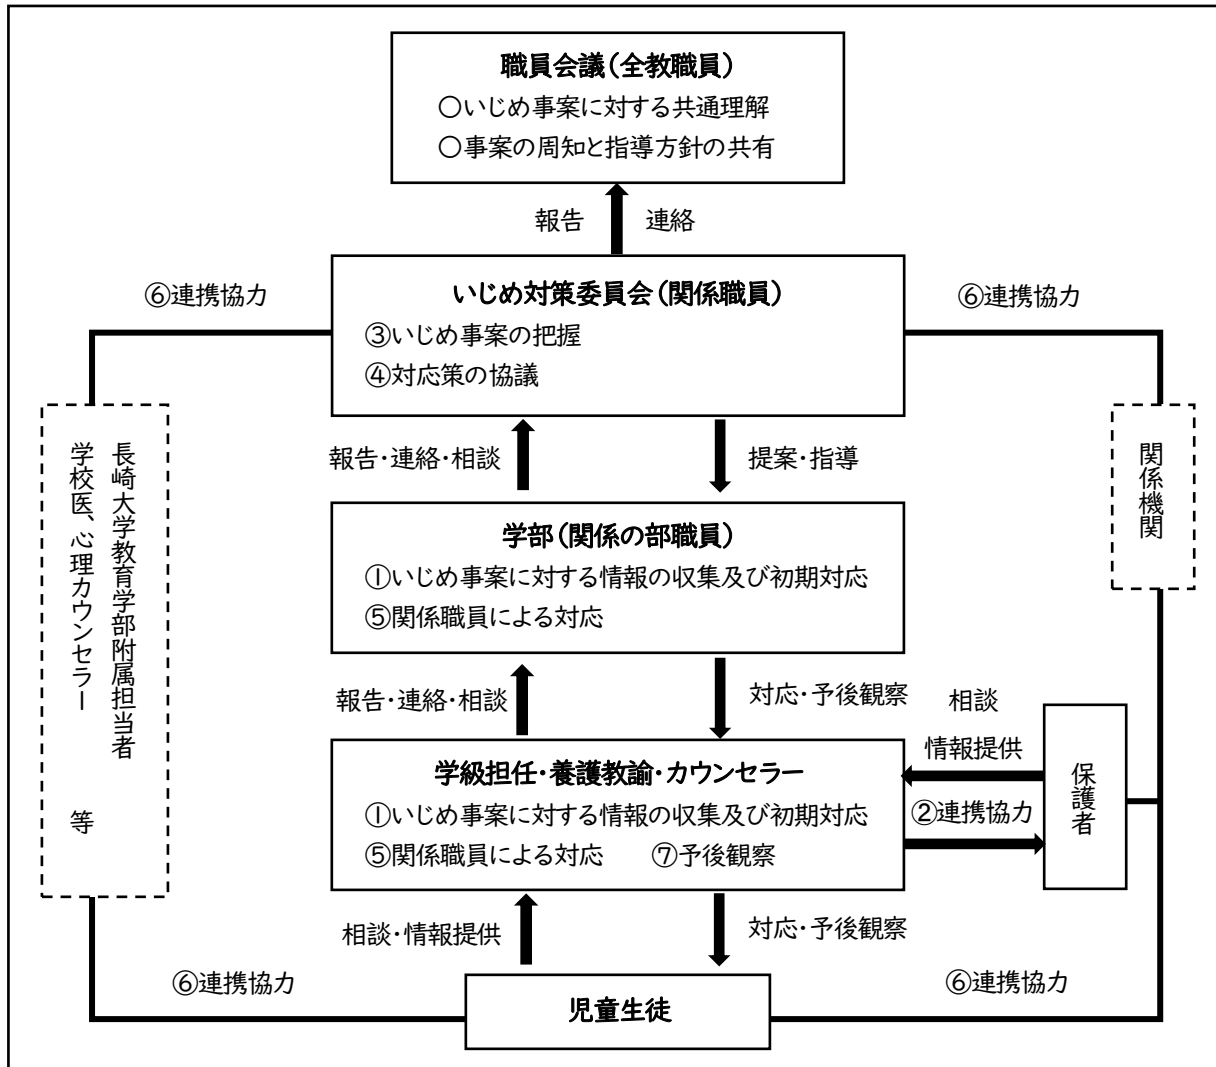 職員会議(全教職員)
○いじめ事案に対する共通理解
○事案の周知と指導方針の共有
報告
連絡
⑥連携協力
いじめ対策委員会(関係職員)
③いじめ事案の把握
④対応策の協議
⑥連携協力
長崎大学教育学部附属担当者
学校医、心理カウンセラー 等
関係機関
報告・連絡・相談
提案・指導
学部(関係の部職員)
①いじめ事案に対する情報の収集及び初期対応
⑤関係職員による対応
報告・連絡・相談
対応・予後観察
相談
情報提供
②連携協力
保護者
学級担任・養護教諭・カウンセラー
①いじめ事案に対する情報の収集及び初期対応
⑤関係職員による対応 ⑦予後観察
相談・情報提供
対応・予後観察
⑥連携協力
児童生徒
⑥連携協力